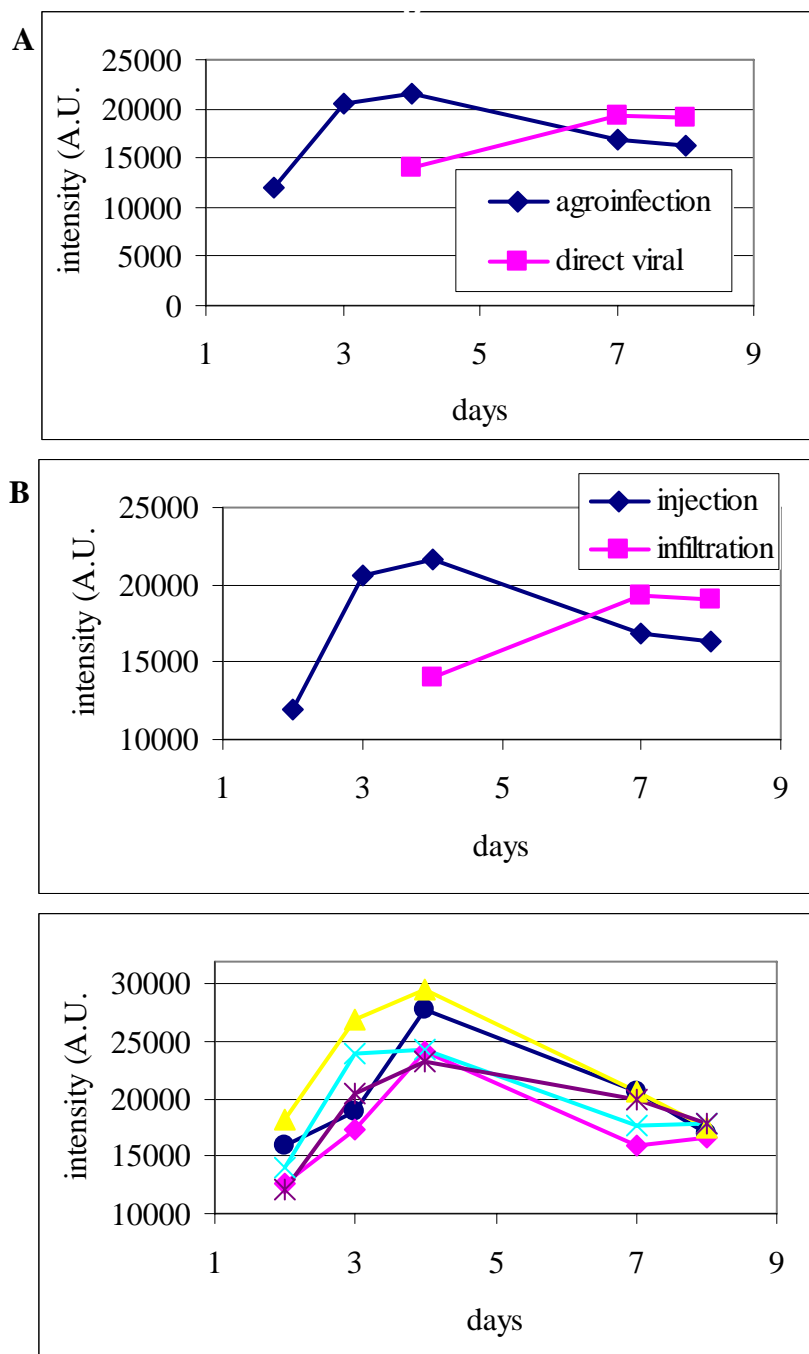 A
intensity (A.U.
25000
20000
15000
10000
5000
0
agroinfection
direct viral
1 3 5 7 9
days
B
intensity (A.U.
injection
infiltration
25000
20000
15000
10000
1 3 5 7 9
days
intensity (A.U.
30000
25000
20000
15000
10000
1 3 5 7 9
days